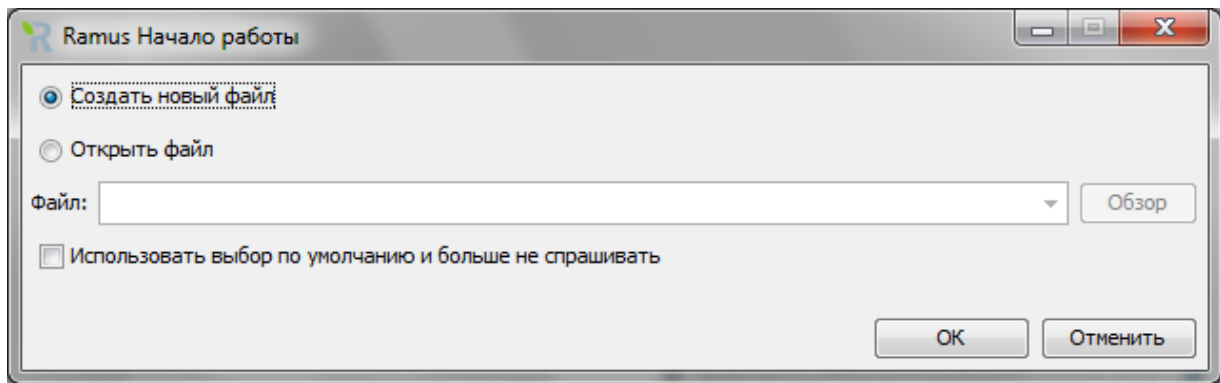 Ramus Начало работы
Создать новый файл
Открыть файл
Файл:
Обзор
Использовать выбор по умолчанию и больше не спрашивать
OK
Отменить